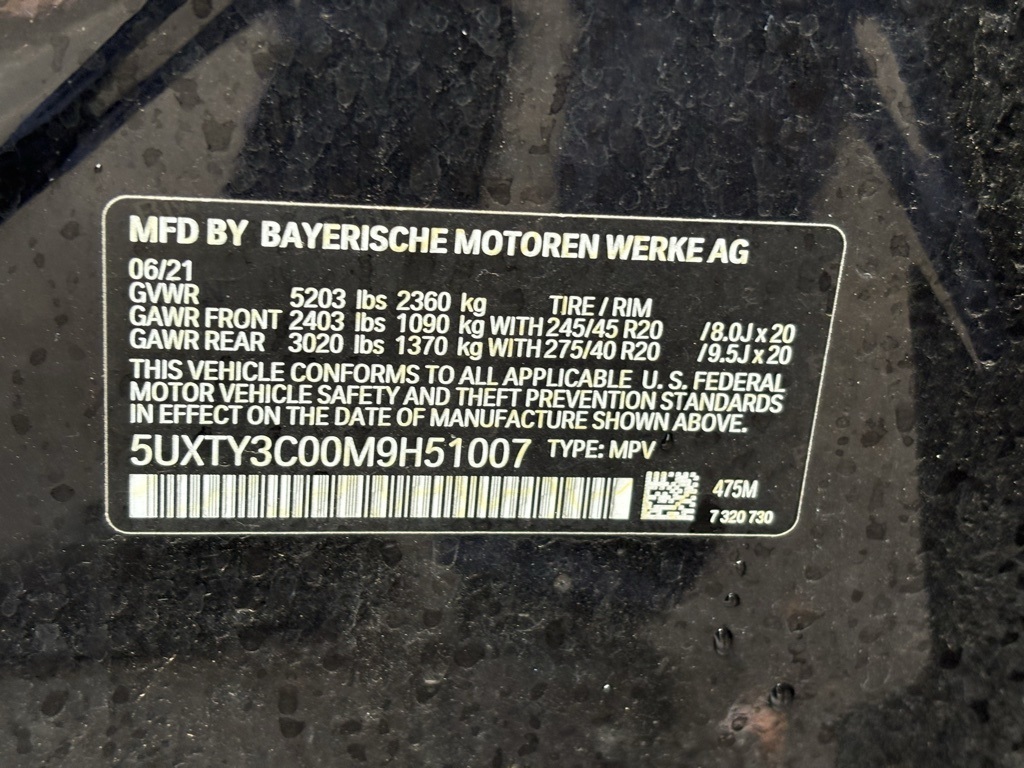 MFD BY BAYERISCHE MOTOREN WERKE AG
06/21
GVWR 5203 lbs 2360 kg TIRE / RIM
GAWR FRONT 2403 lbs 1090 kg WITH 245/45 R20 /8.0J x 20
GAWR REAR 3020 lbs 1370 kg WITH 275/40 R20 /9.5J x 20
THIS VEHICLE CONFORMS TO ALL APPLICABLE U. S. FEDERAL
MOTOR VEHICLE SAFETY AND THEFT PREVENTION STANDARDS
IN EFFECT ON THE DATE OF MANUFACTURE SHOWN ABOVE.
5UXTY3C00M9H51007 TYPE: MPV
475M
7 320 730